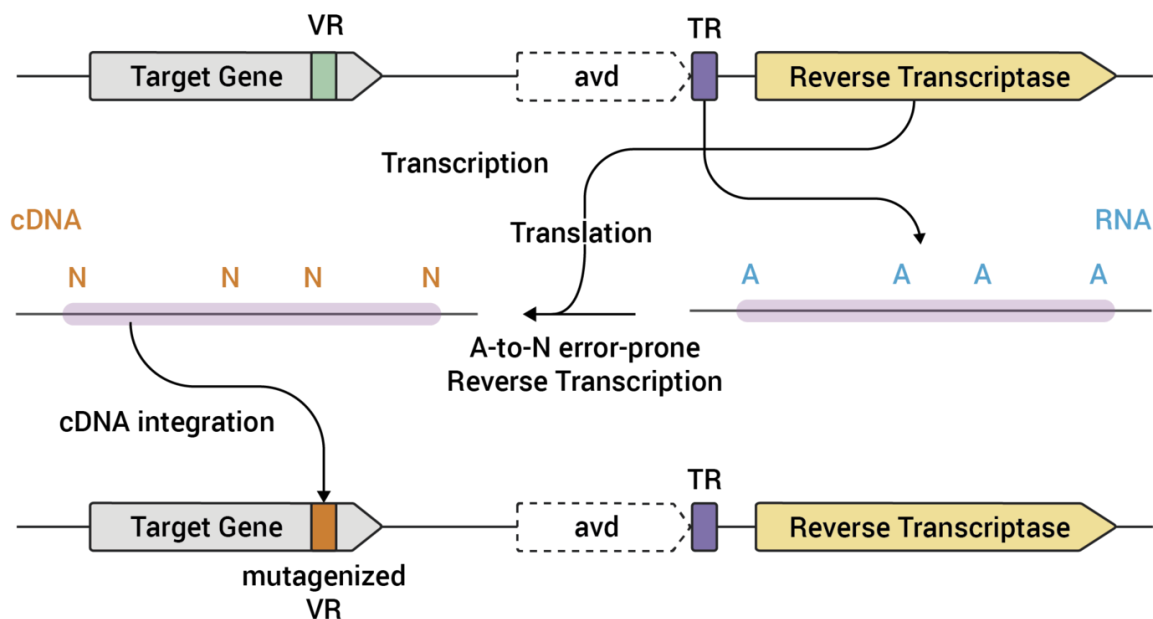 VR
TR
Target Gene
avd
Reverse Transcriptase
Transcription
cDNA
RNA
Translation
N N N N
A A A A
A-to-N error-prone
Reverse Transcription
cDNA integration
TR
Target Gene
avd
Reverse Transcriptase
mutagenized
VR